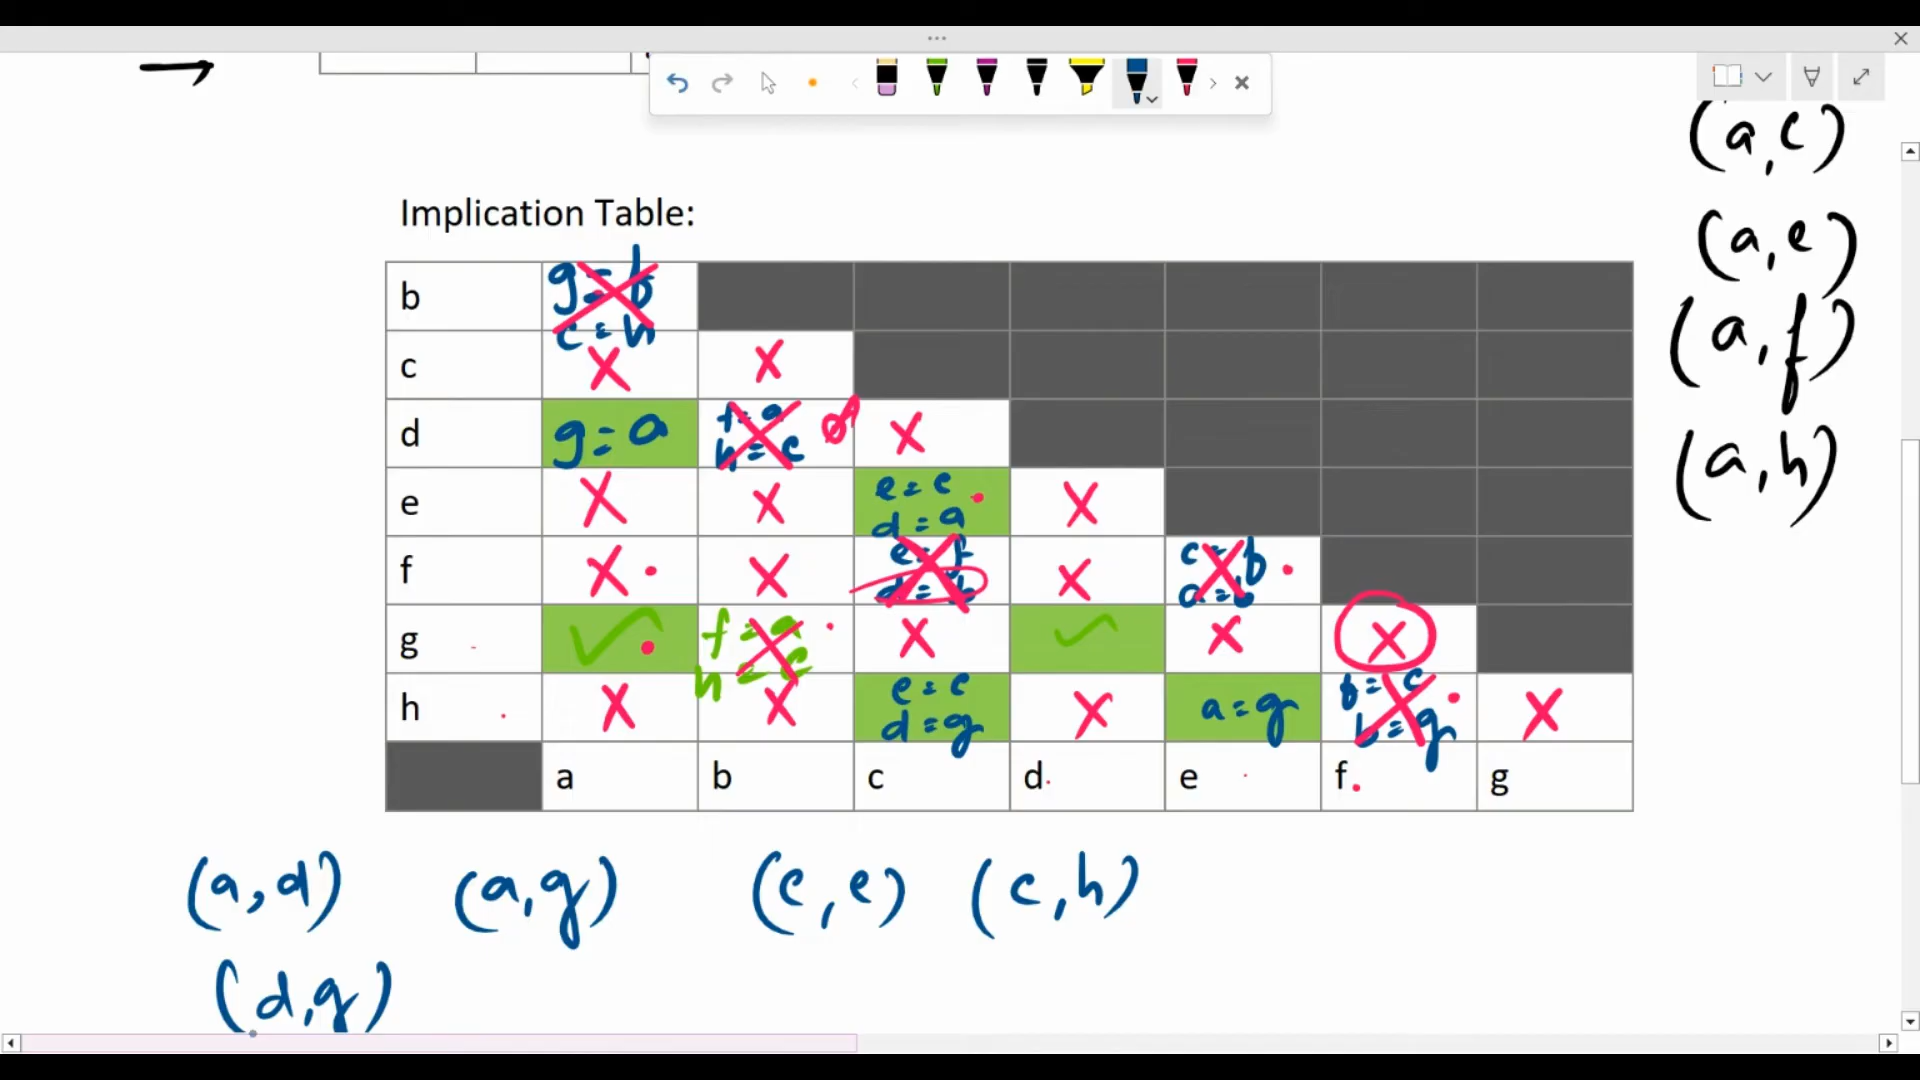 (a,c)
Implication Table:
(a,e)
b g=b c=h
(a,f)
c X X
d g=a f=a h=c X
(a,h)
e X X e=e d=a X
f X X e=f d=b X c=b a=b
g ✓ f=a h=c X ✓ X X
h X X e=c d=g X a=g b=c b=g X
a b c d e f g
(a,d) (a,g) (c,e) (c,h)
(d,g)